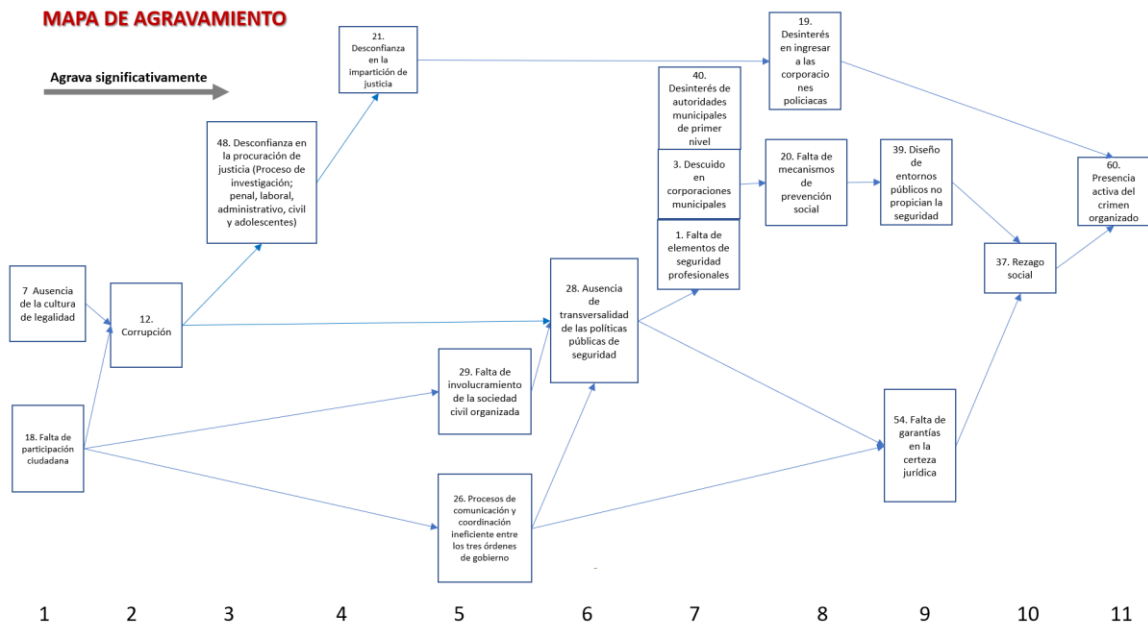 MAPA DE AGRAVAMIENTO
Agrava significativamente
21.
Desconfianza
en la
impartición de
justicia
19.
Desinterés
en ingresar
a las
corporacio
nes
policiacas
40.
Desinterés de
autoridades
municipales
de primer
nivel
48. Desconfianza en
la procuración de
justicia (Proceso de
investigación;
penal, laboral,
administrativo, civil
y adolescentes)
3. Descuido en
corporaciones
municipales
20. Falta de
mecanismos
de
prevención
social
39. Diseño
de
entornos
públicos no
propician la
seguridad
60.
Presencia
activa del
crimen
organizado
1. Falta de
elementos de
seguridad
profesionales
7 Ausencia
de la cultura
de legalidad
12.
Corrupción
28. Ausencia
de
transversalidad
de las políticas
públicas de
seguridad
37. Rezago
social
29. Falta de
involucramiento
de la sociedad
civil organizada
18. Falta de
participación
ciudadana
54. Falta de
garantías
en la
certeza
jurídica
26. Procesos de
comunicación y
coordinación
ineficiente entre
los tres órdenes
de gobierno
1 2 3 4 5 6 7 8 9 10 11